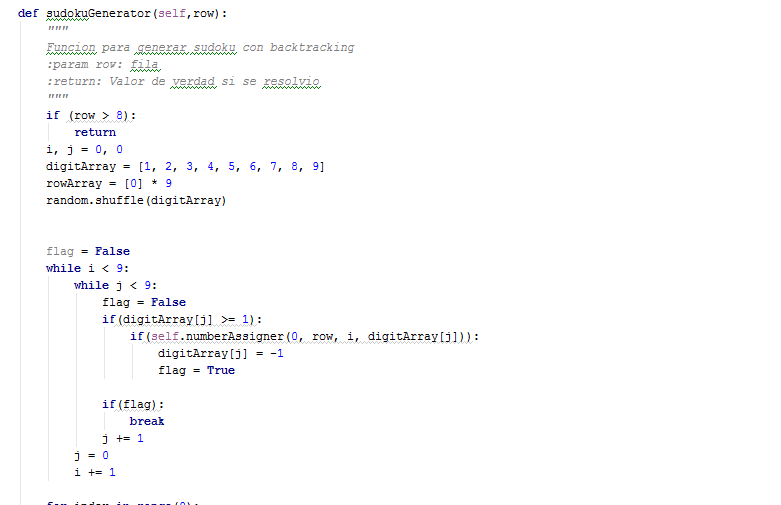 def sudokuGenerator(self,row):
    """
    Funcion para generar sudoku con backtracking
    :param row: fila
    :return: Valor de verdad si se resolvio
    """
    if (row > 8):
        return
    i, j = 0, 0
    digitArray = [1, 2, 3, 4, 5, 6, 7, 8, 9]
    rowArray = [0] * 9
    random.shuffle(digitArray)
    flag = False
    while i < 9:
        while j < 9:
            flag = False
            if(digitArray[j] >= 1):
                if(self.numberAssigner(0, row, i, digitArray[j])):
                    digitArray[j] = -1
                    flag = True
            if(flag):
                break
            j += 1
        j = 0
        i += 1